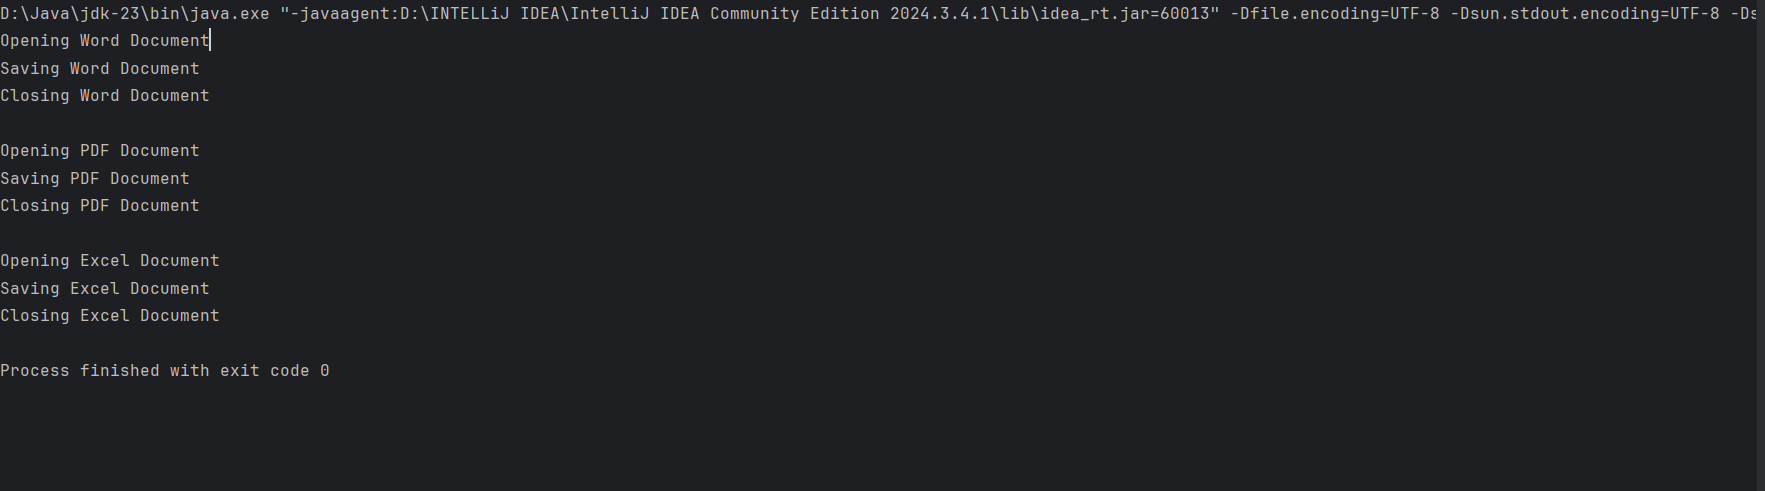 D:\Java\jdk-23\bin\java.exe "-javaagent:D:\INTELLiJ IDEA\IntelliJ IDEA Community Edition 2024.3.4.1\lib\idea_rt.jar=60013" -Dfile.encoding=UTF-8 -Dsun.stdout.encoding=UTF-8 -Ds
Opening Word Document
Saving Word Document
Closing Word Document
Opening PDF Document
Saving PDF Document
Closing PDF Document
Opening Excel Document
Saving Excel Document
Closing Excel Document
Process finished with exit code 0